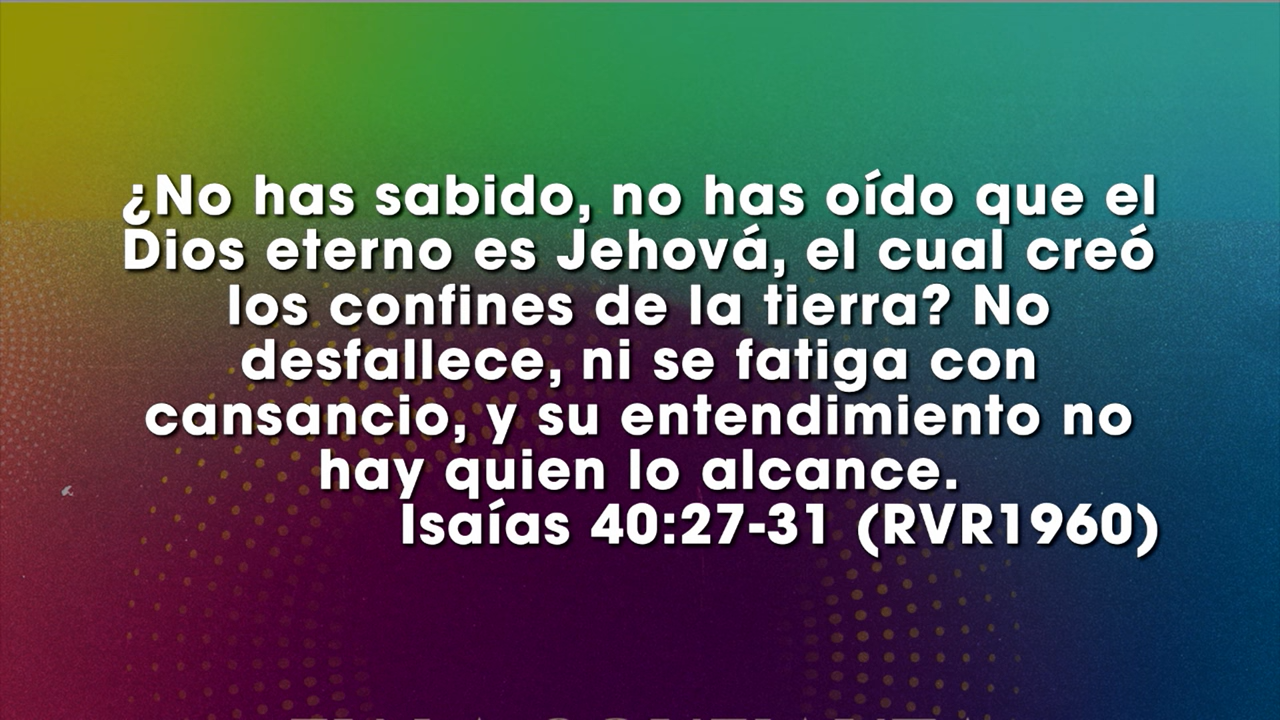 ¿No has sabido, no has oído que el
Dios eterno es Jehová, el cual creó
los confines de la tierra? No
desfallece, ni se fatiga con
cansancio, y su entendimiento no
hay quien lo alcance.
Isaías 40:27-31 (RVR1960)